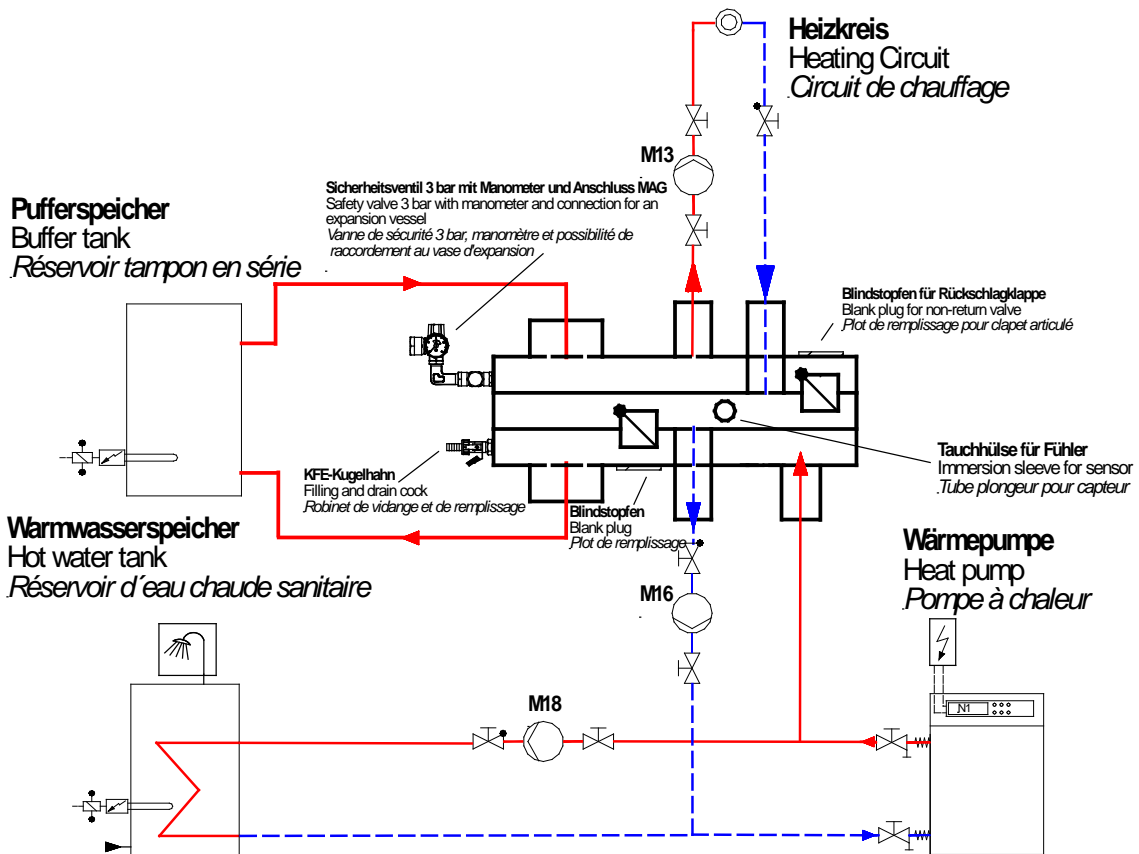 Heizkreis
Heating Circuit
Circuit de chauffage
M13
Sicherheitsventil 3 bar mit Manometer und Anschluss MAG
Safety valve 3 bar with manometer and connection for an
expansion vessel
Vanne de sécurité 3 bar, manomètre et possibilité de
raccordement au vase d'expansion
Pufferspeicher
Buffer tank
Réservoir tampon en série
Blindstopfen für Rückschlagklappe
Blank plug for non-return valve
Plot de remplissage pour clapet articulé
Tauchhülse für Fühler
Immersion sleeve for sensor
Tube plongeur pour capteur
KFE-Kugelhahn
Filling and drain cock
Robinet de vidange et de remplissage
Blindstopfen
Blank plug
Plot de remplissage
Warmwasserspeicher
Hot water tank
Réservoir d´eau chaude sanitaire
Wärmepumpe
Heat pump
Pompe à chaleur
M16
M18
N1